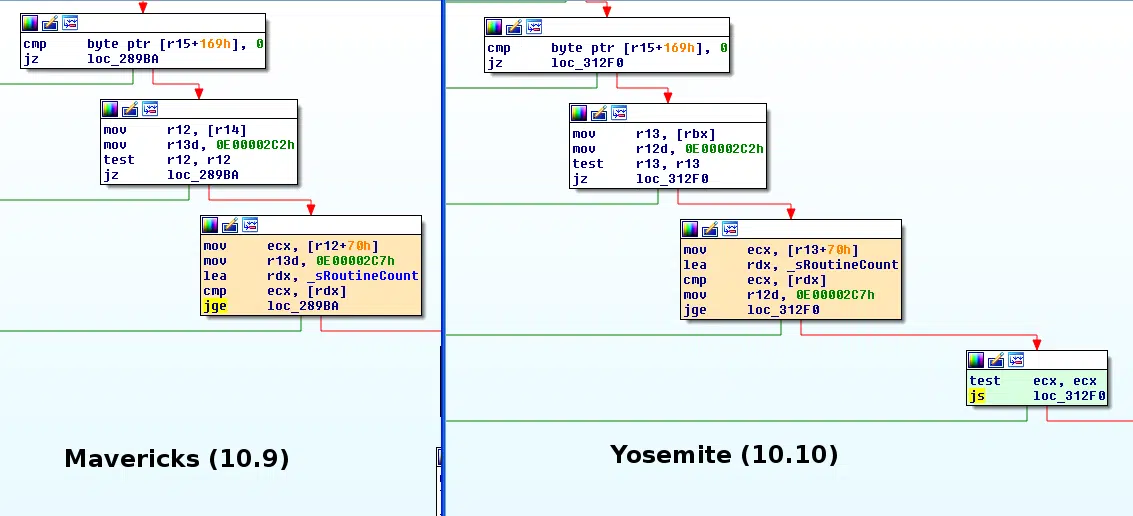 cmp byte ptr [r15+169h], 0
jz loc_289BA
mov r12, [r14]
mov r13d, 0E00002C2h
test r12, r12
jz loc_289BA
mov ecx, [r12+70h]
mov r13d, 0E00002C7h
lea rdx, _sRoutineCount
cmp ecx, [rdx]
jge loc_289BA
Mavericks (10.9)
cmp byte ptr [r15+169h], 0
jz loc_312F0
mov r13, [rbx]
mov r12d, 0E00002C2h
test r13, r13
jz loc_312F0
mov ecx, [r13+70h]
lea rdx, _sRoutineCount
cmp ecx, [rdx]
mov r12d, 0E00002C7h
jge loc_312F0
test ecx, ecx
js loc_312F0
Yosemite (10.10)